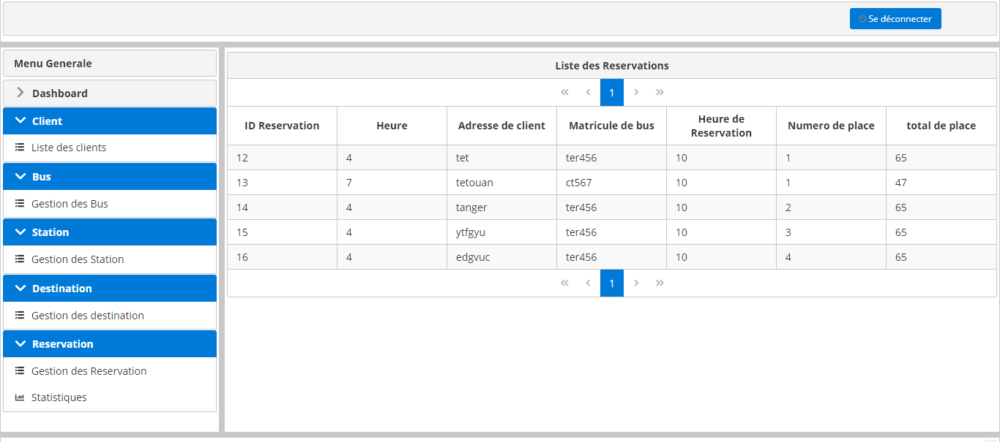 Se déconnecter
Menu Generale
Dashboard
Client
Liste des clients
Bus
Gestion des Bus
Station
Gestion des Station
Destination
Gestion des destination
Reservation
Gestion des Reservation
Statistiques
Liste des Reservations
1
ID Reservation Heure Adresse de client Matricule de bus Heure de Reservation Numero de place total de place
12 4 tet ter456 10 1 65
13 7 tetouan ct567 10 1 47
14 4 tanger ter456 10 2 65
15 4 ytfgyu ter456 10 3 65
16 4 edgvuc ter456 10 4 65
1